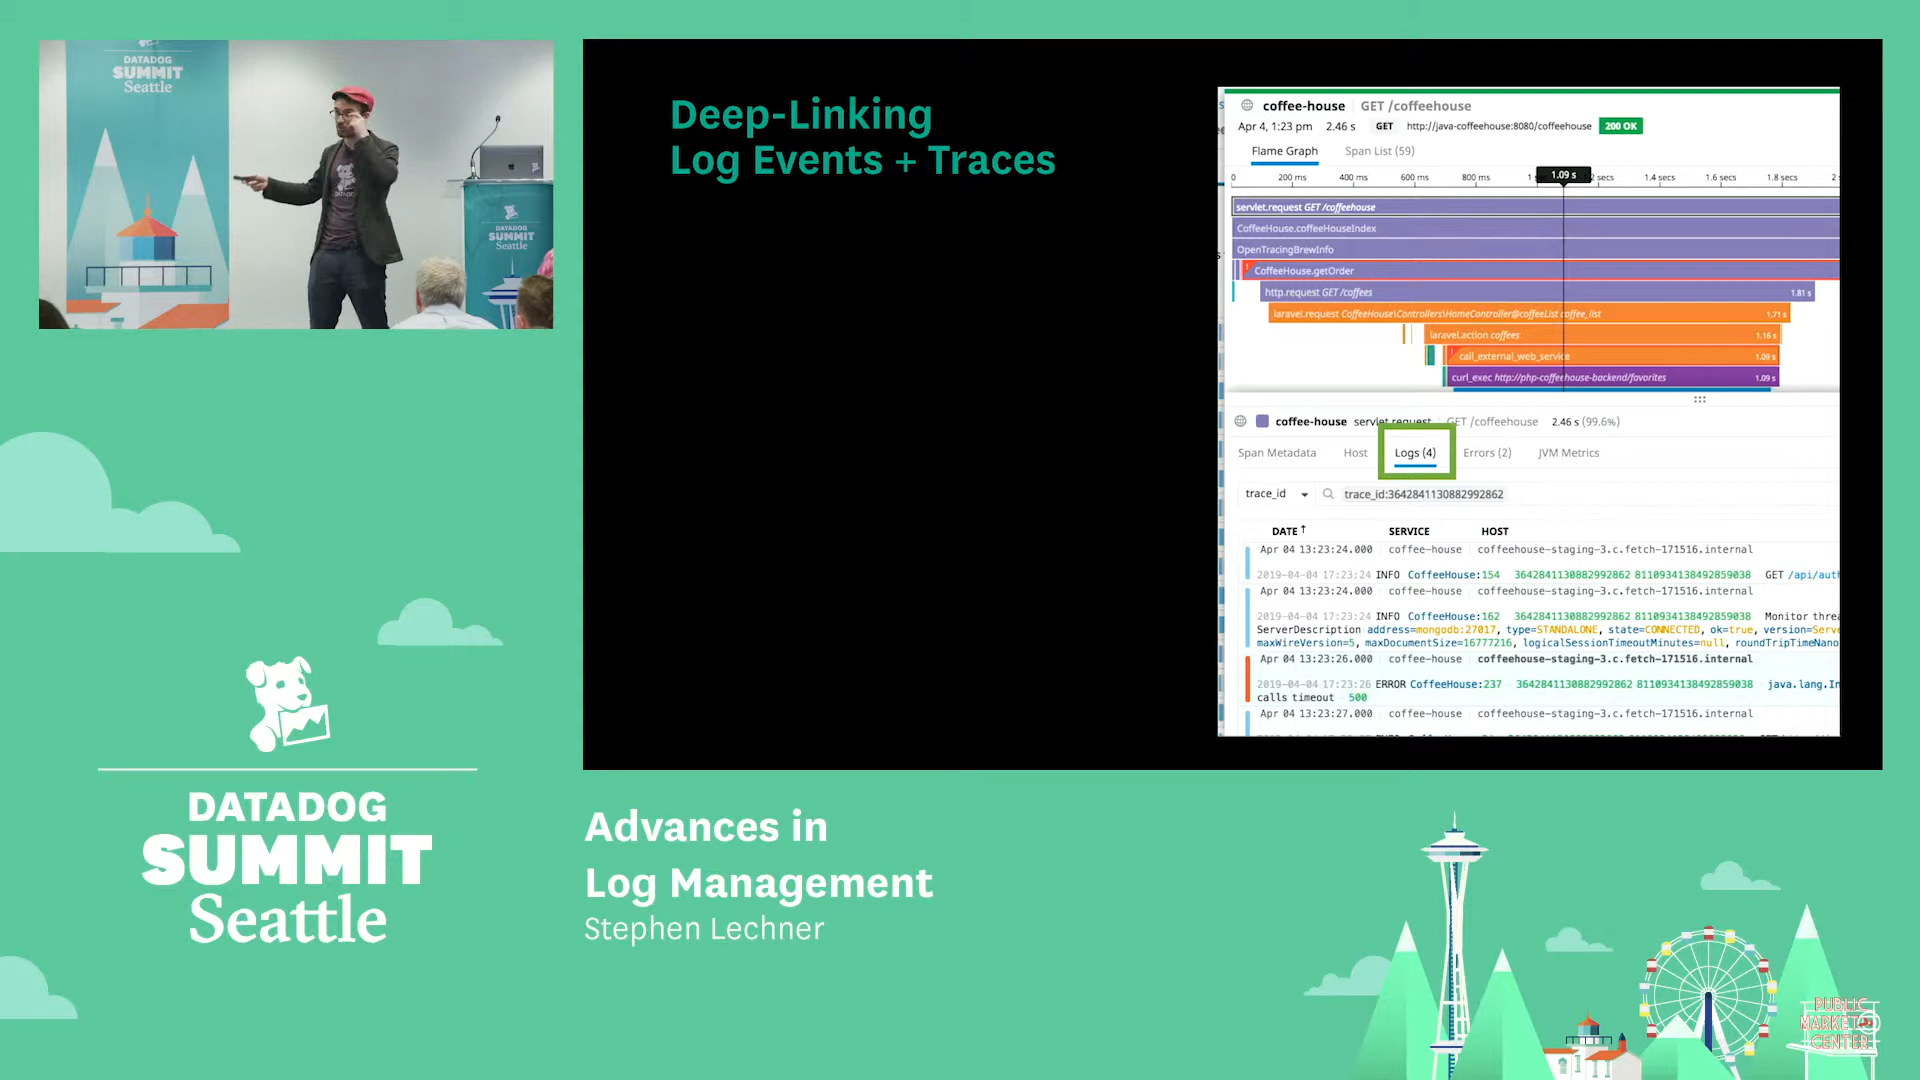 DATADOG
SUMMIT
Seattle
DATADOG
SUMMIT
Seattle
Deep-Linking
Log Events + Traces
coffee-house GET /coffeehouse
Apr 4, 1:23 pm 2.46 s GET http://java-coffeehouse:8080/coffeehouse 200 OK
Flame Graph Span List (59)
0 200 ms 400 ms 600 ms 800 ms 1.09 s 1.4 secs 1.6 secs 1.8 secs
servlet.request GET /coffeehouse
CoffeeHouse.coffeeHouseIndex
OpenTracingBrewInfo
! CoffeeHouse.getOrder
http.request GET /coffees 1.81 s
laravel.request CoffeeHouse\Controllers\HomeController@coffeeList coffee_list 1.71 s
laravel.action coffees 1.16 s
! call_external_web_service 1.09 s
curl_exec http://php-coffeehouse-backend/favorites 1.09 s
coffee-house servlet.request GET /coffeehouse 2.46 s (99.6%)
Span Metadata Host Logs (4) Errors (2) JVM Metrics
trace_id trace_id:3642841130882992862
DATE ↑ SERVICE HOST
Apr 04 13:23:24.000 coffee-house coffeehouse-staging-3.c.fetch-171516.internal
2019-04-04 17:23:24 INFO CoffeeHouse:154 3642841130882992862 8110934138492859038 GET /api/auth
Apr 04 13:23:24.000 coffee-house coffeehouse-staging-3.c.fetch-171516.internal
2019-04-04 17:23:24 INFO CoffeeHouse:162 3642841130882992862 8110934138492859038 Monitor threa
ServerDescription address=mongodb:27017, type=STANDALONE, state=CONNECTED, ok=true, version=Serve
maxWireVersion=5, maxDocumentSize=16777216, logicalSessionTimeoutMinutes=null, roundTripTimeNano
Apr 04 13:23:26.000 coffee-house coffeehouse-staging-3.c.fetch-171516.internal
2019-04-04 17:23:26 ERROR CoffeeHouse:237 3642841130882992862 8110934138492859038 java.lang.In
calls timeout 500
Apr 04 13:23:27.000 coffee-house coffeehouse-staging-3.c.fetch-171516.internal
DATADOG
SUMMIT
Seattle
Advances in
Log Management
Stephen Lechner
PUBLIC
MARKET
CENTER